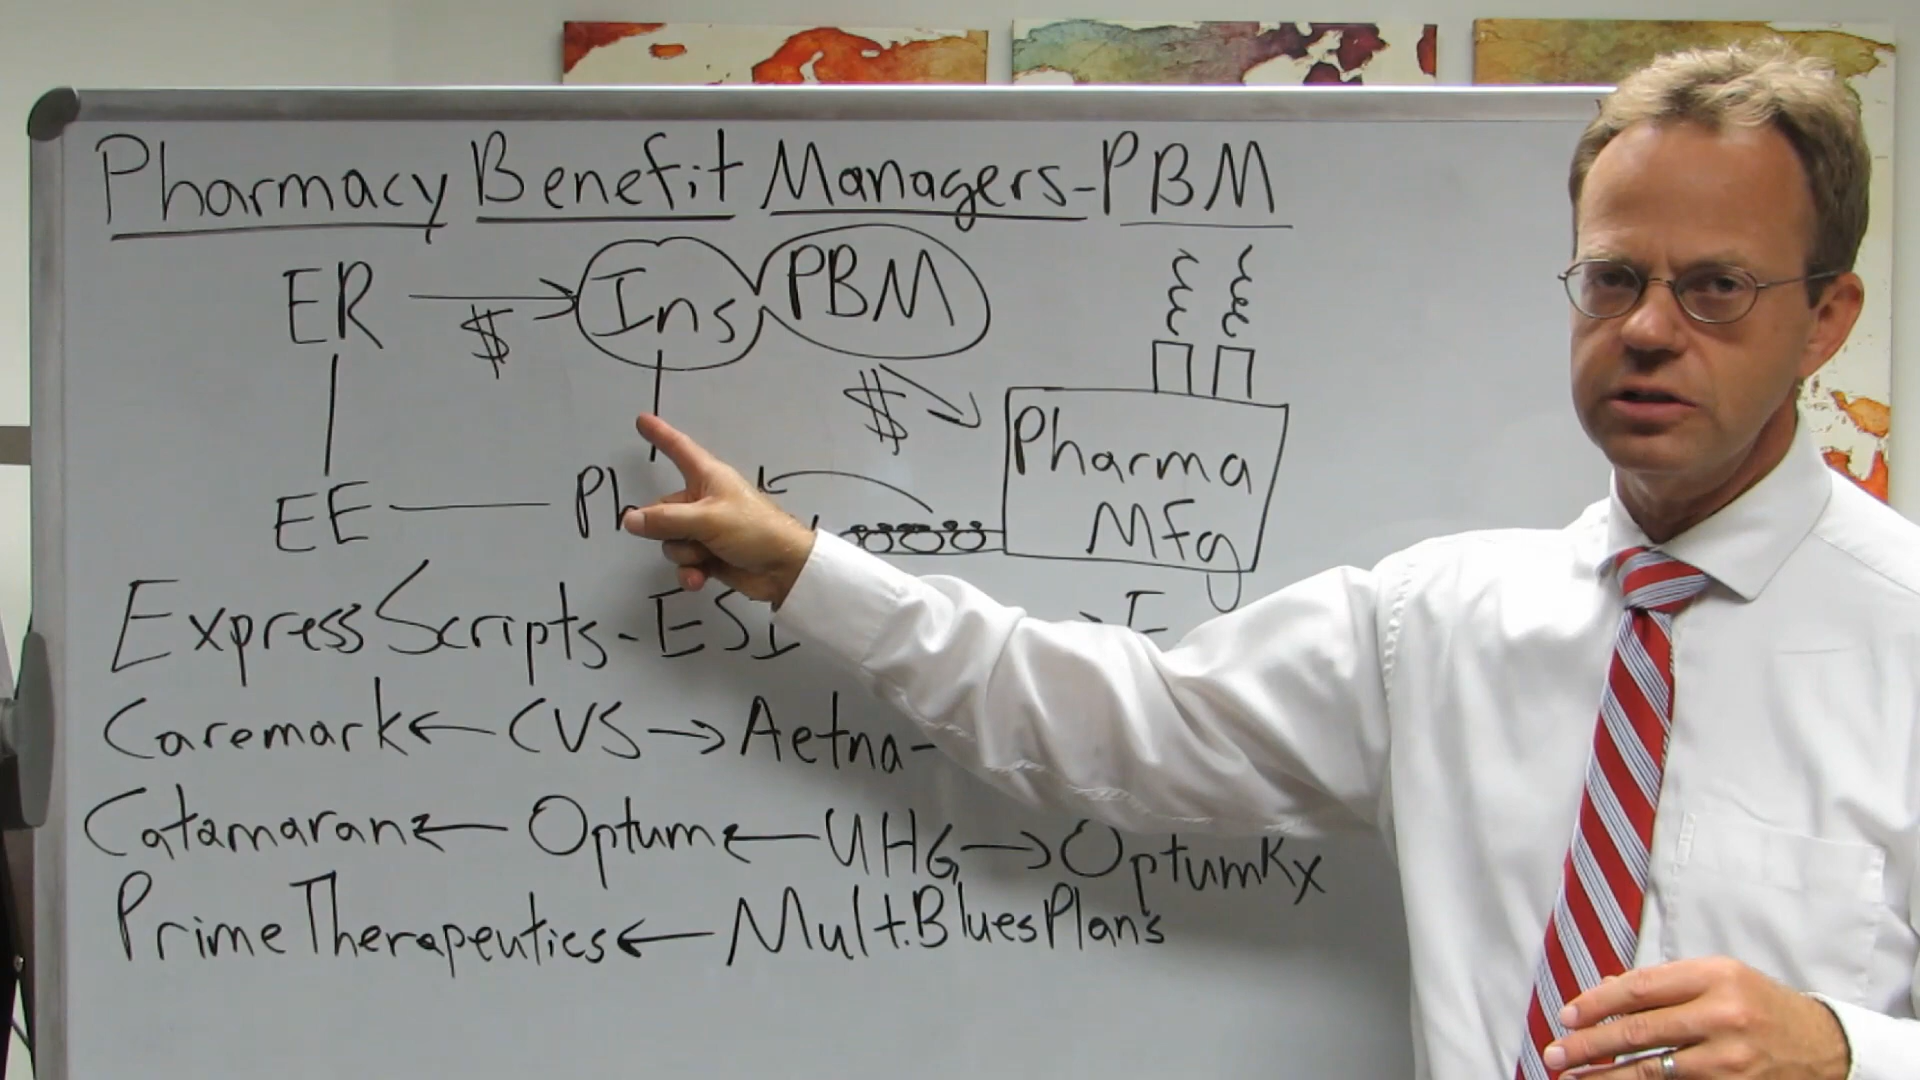 Pharmacy Benefit Managers-PBM
ER $ Ins PBM
$
Pharma
Mfg
EE Ph
Express Scripts-ESI
Caremark ← CVS → Aetna-
Catamaran ← Optum ← UHG → OptumRx
Prime Therapeutics ← Mult. Blues Plans